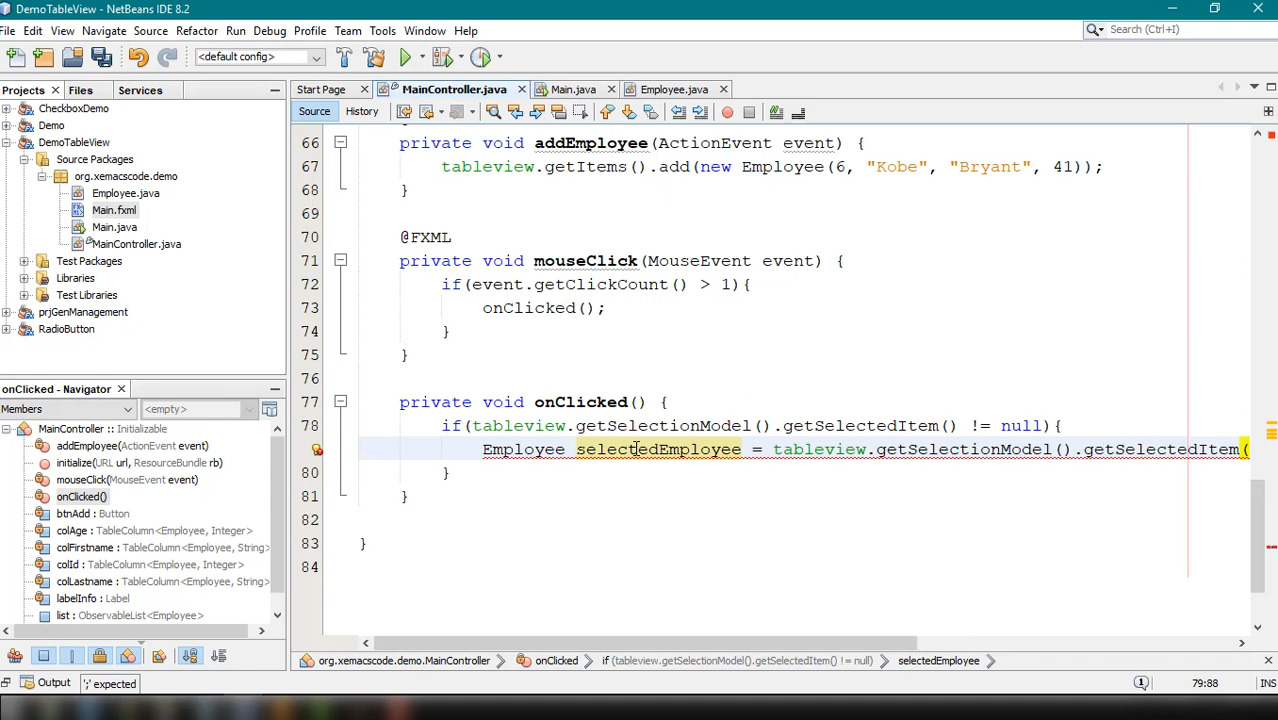 DemoTableView - NetBeans IDE 8.2
File Edit View Navigate Source Refactor Run Debug Profile Team Tools Window Help
Search (Ctrl+I)
<default config>
Projects Files Services
Start Page MainController.java Main.java Employee.java
Source History
CheckboxDemo
Demo
DemoTableView
Source Packages
org.xemacscode.demo
Employee.java
Main.fxml
Main.java
MainController.java
Test Packages
Libraries
Test Libraries
prjGenManagement
RadioButton
onClicked - Navigator
Members <empty>
MainController :: Initializable
addEmployee(ActionEvent event)
initialize(URL url, ResourceBundle rb)
mouseClick(MouseEvent event)
onClicked()
btnAdd : Button
colAge : TableColumn<Employee, Integer>
colFirstname : TableColumn<Employee, String>
colId : TableColumn<Employee, Integer>
colLastname : TableColumn<Employee, String>
labelInfo : Label
list : ObservableList<Employee>
66 private void addEmployee(ActionEvent event) {
67 tableview.getItems().add(new Employee(6, "Kobe", "Bryant", 41));
68 }
69
70 @FXML
71 private void mouseClick(MouseEvent event) {
72 if(event.getClickCount() > 1){
73 onClicked();
74 }
75 }
76
77 private void onClicked() {
78 if(tableview.getSelectionModel().getSelectedItem() != null){
Employee selectedEmployee = tableview.getSelectionModel().getSelectedItem(
80 }
81 }
82
83 }
84
org.xemacscode.demo.MainController onClicked if (tableview.getSelectionModel().getSelectedItem() != null) selectedEmployee
Output ';' expected 1 79:88 INS